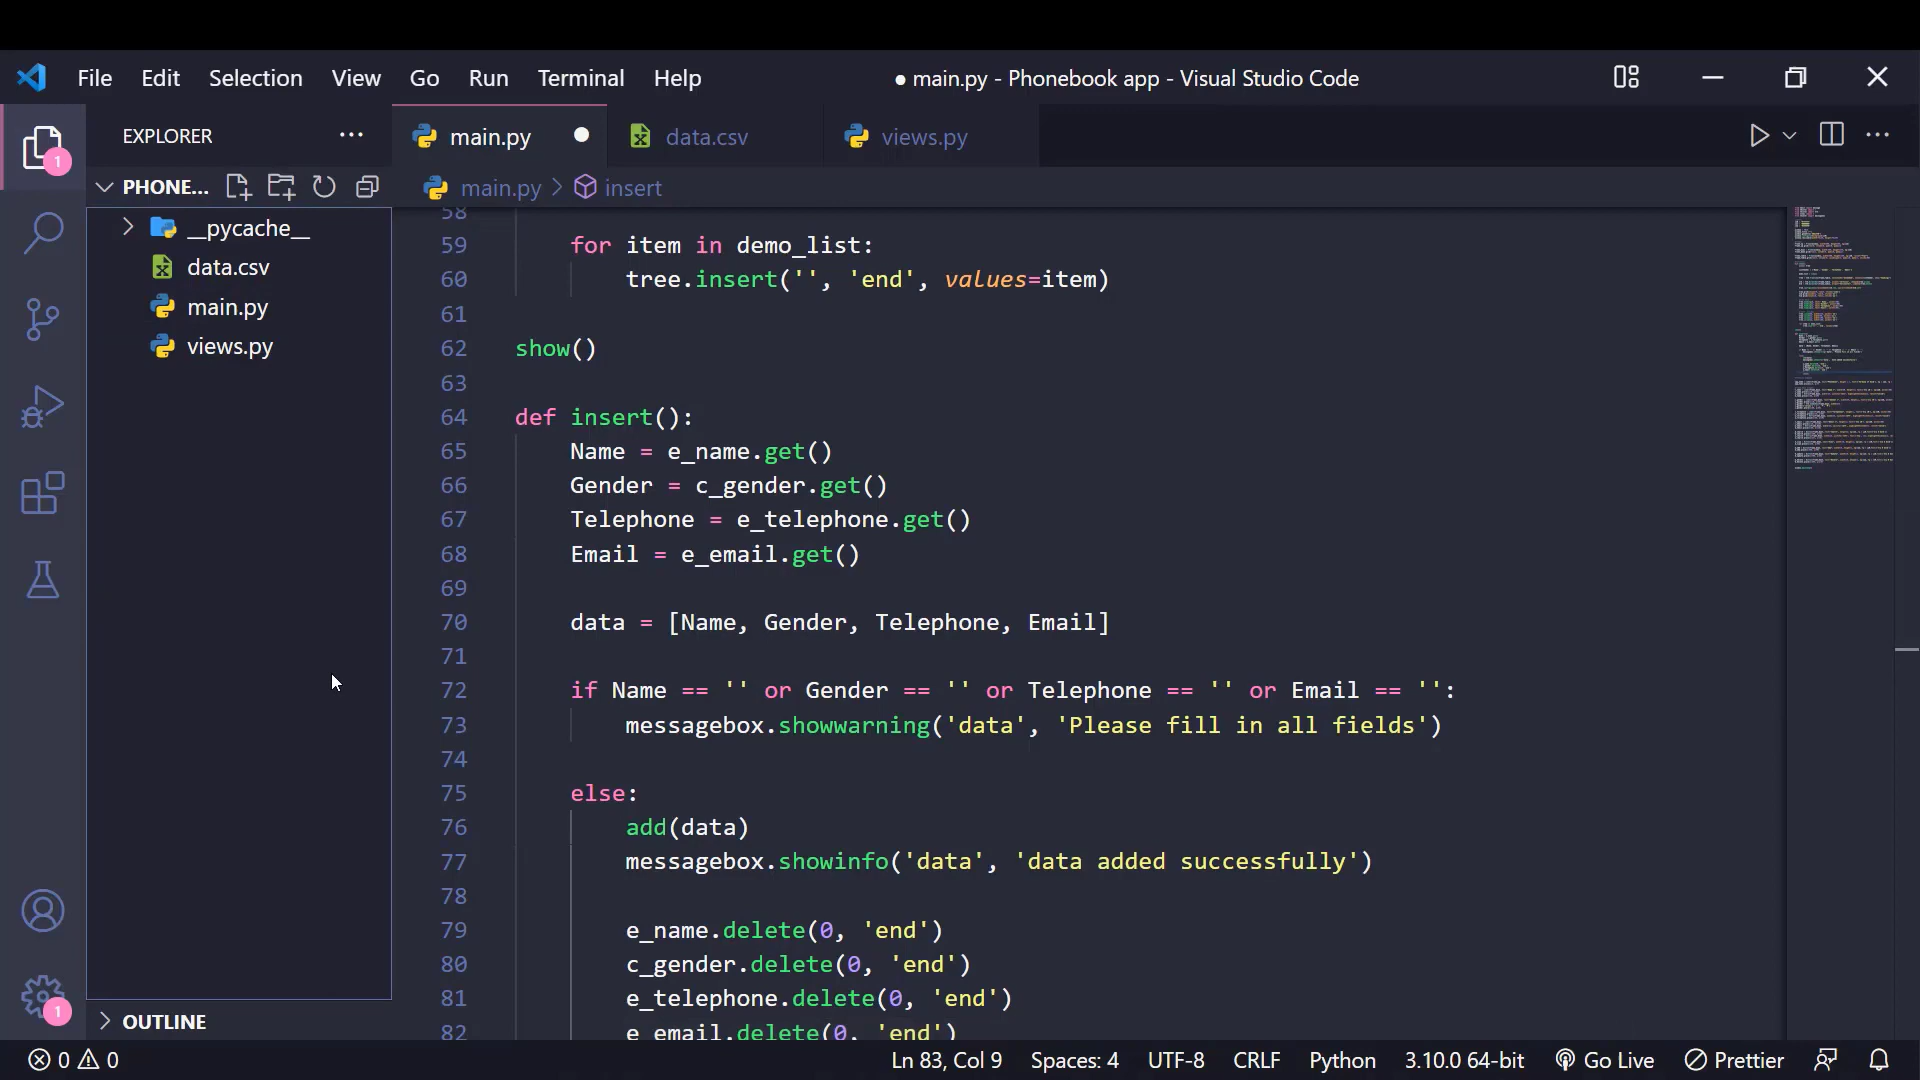 File Edit Selection View Go Run Terminal Help
● main.py - Phonebook app - Visual Studio Code
EXPLORER ···
main.py
data.csv
views.py
PHONE...
main.py > insert
__pycache__
data.csv
main.py
views.py
58
59 for item in demo_list:
60 tree.insert('', 'end', values=item)
61
62 show()
63
64 def insert():
65 Name = e_name.get()
66 Gender = c_gender.get()
67 Telephone = e_telephone.get()
68 Email = e_email.get()
69
70 data = [Name, Gender, Telephone, Email]
71
72 if Name == '' or Gender == '' or Telephone == '' or Email == '':
73 messagebox.showwarning('data', 'Please fill in all fields')
74
75 else:
76 add(data)
77 messagebox.showinfo('data', 'data added successfully')
78
79 e_name.delete(0, 'end')
80 c_gender.delete(0, 'end')
81 e_telephone.delete(0, 'end')
82 e_email.delete(0, 'end')
1
1
OUTLINE
0 0
Ln 83, Col 9 Spaces: 4 UTF-8 CRLF Python 3.10.0 64-bit Go Live Prettier